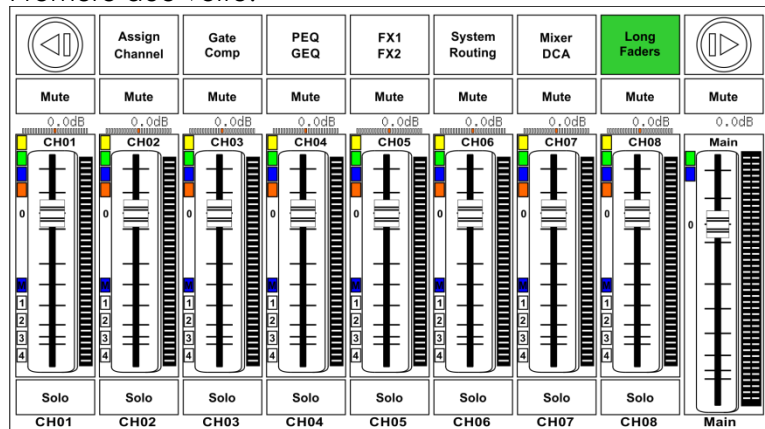 Assign Gate PEQ FX1 System Mixer Long
Channel Comp GEQ FX2 Routing DCA Faders
Mute Mute Mute Mute Mute Mute Mute Mute Mute
0.0dB 0.0dB 0.0dB 0.0dB 0.0dB 0.0dB 0.0dB 0.0dB 0.0dB
CH01 CH02 CH03 CH04 CH05 CH06 CH07 CH08 Main
0 0 0 0 0 0 0 0 0
M M M M M M M M
1 1 1 1 1 1 1 1
2 2 2 2 2 2 2 2
3 3 3 3 3 3 3 3
4 4 4 4 4 4 4 4
Solo Solo Solo Solo Solo Solo Solo Solo
CH01 CH02 CH03 CH04 CH05 CH06 CH07 CH08 Main